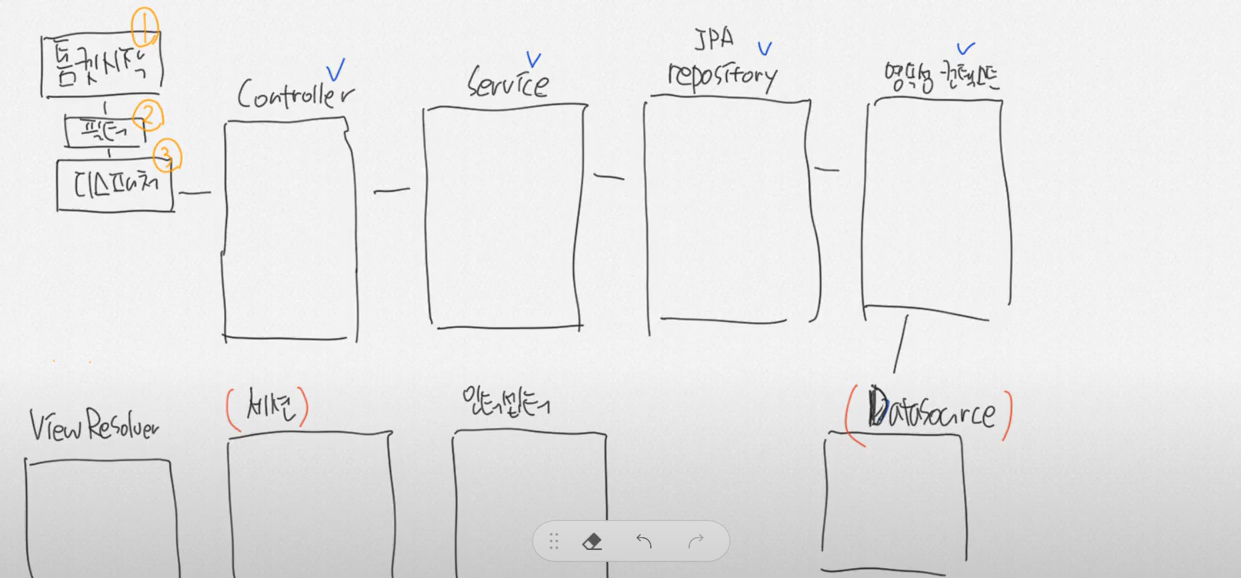 ①
톰캣시작
②
필터
③
디스패쳐
Controller
Service
JPA
repository
영속성 컨텍스트
ViewResolver
(세션)
인터셉터
(Datasource)